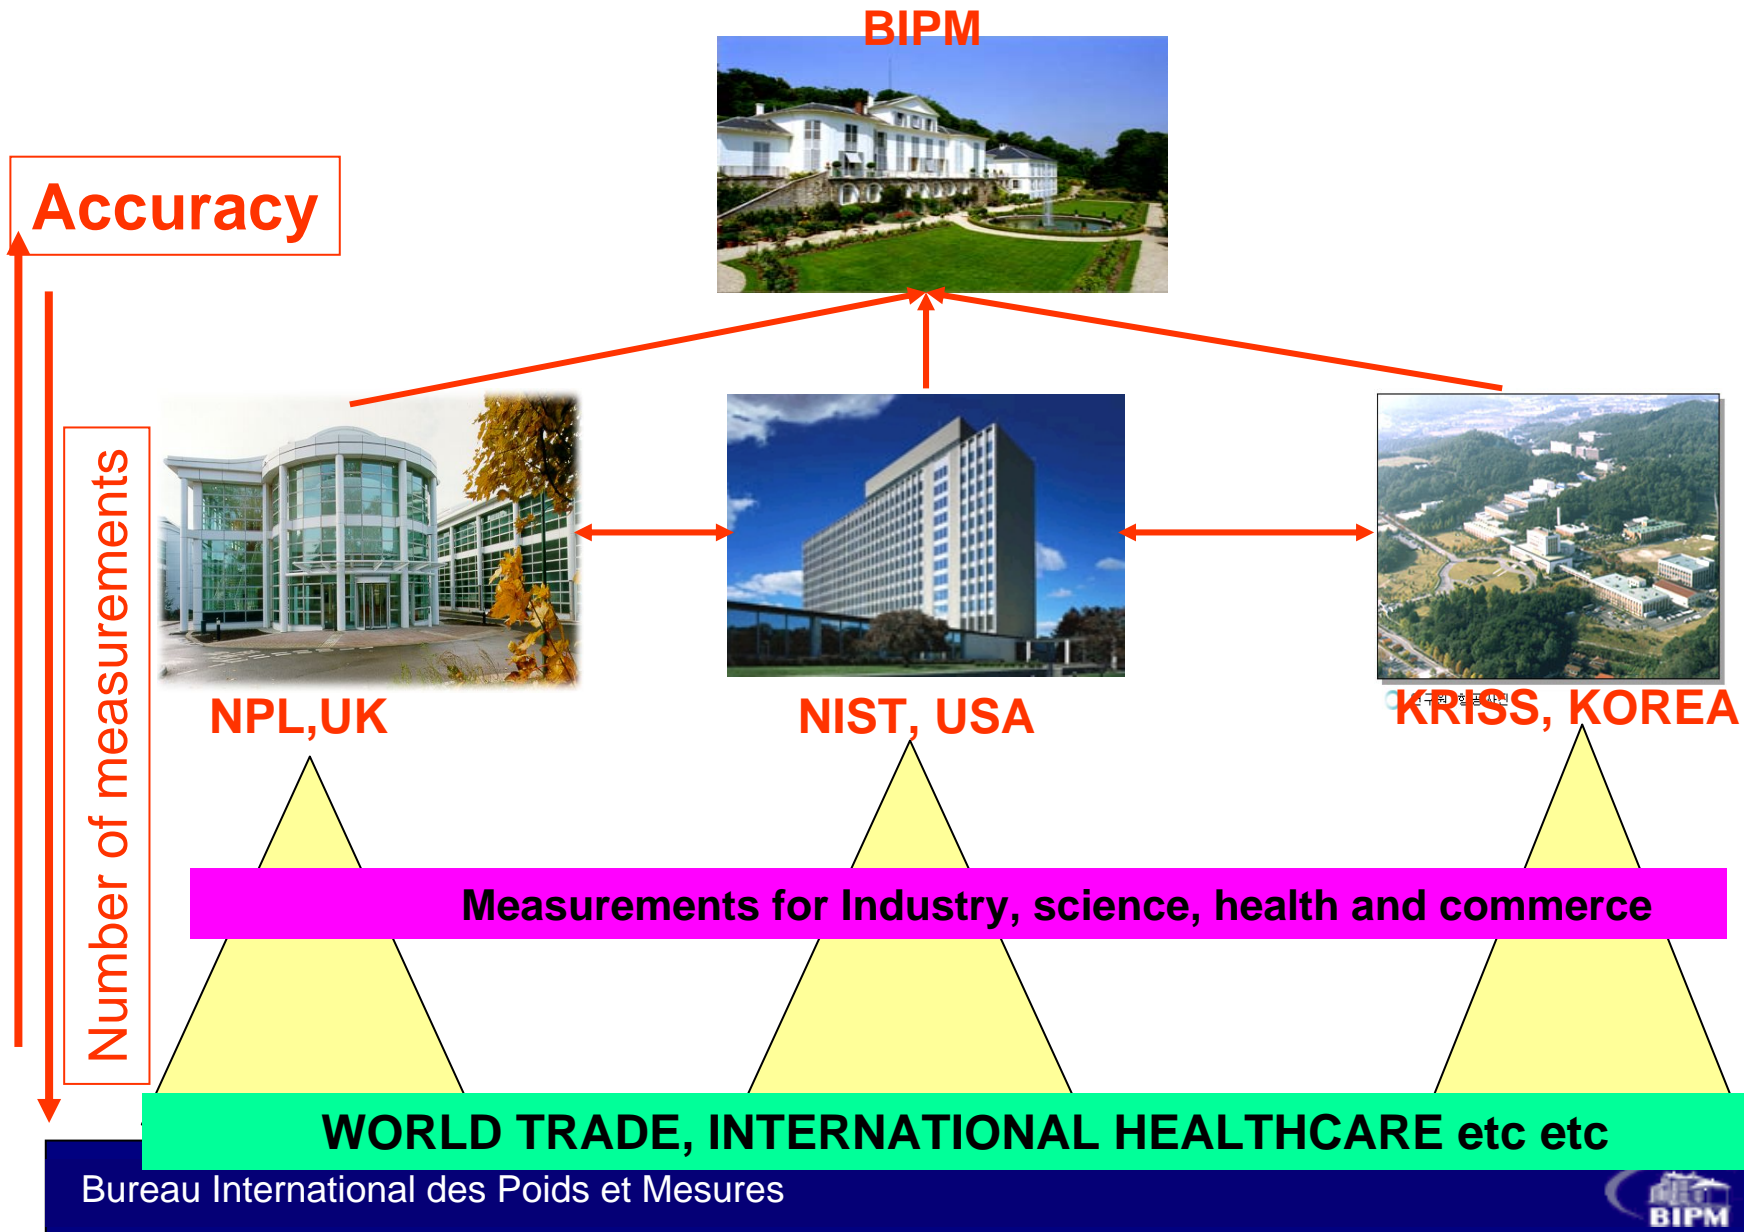 BIPM
Accuracy
Number of measurements
NPL,UK
NIST, USA
KRISS, KOREA
Measurements for Industry, science, health and commerce
WORLD TRADE, INTERNATIONAL HEALTHCARE etc etc
Bureau International des Poids et Mesures
BIPM